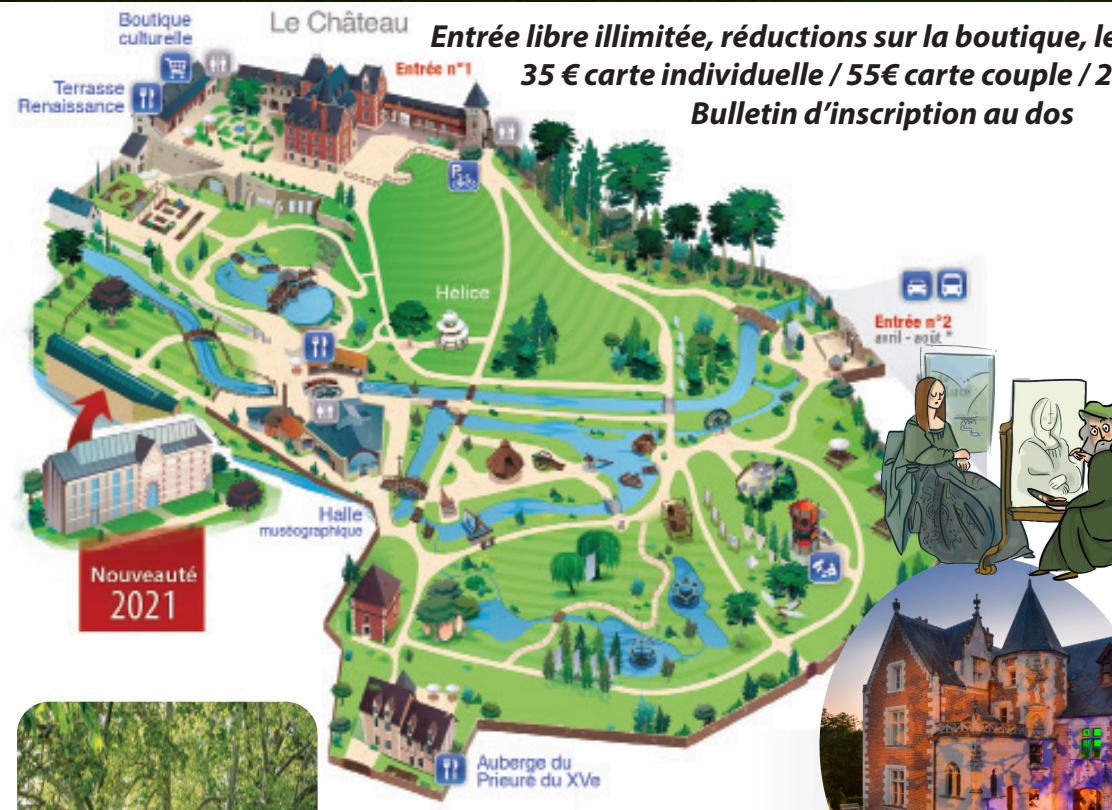 Boutique
culturelle
Le Château
Entrée libre illimitée, réductions sur la boutique, le
35 € carte individuelle / 55€ carte couple / 2
Bulletin d'inscription au dos
Entrée n°1
Terrasse
Renaissance
P
Hélice
Entrée n°2
avril - août *
Halle
muséographique
Nouveauté
2021
Auberge du
Prieuré du XVe